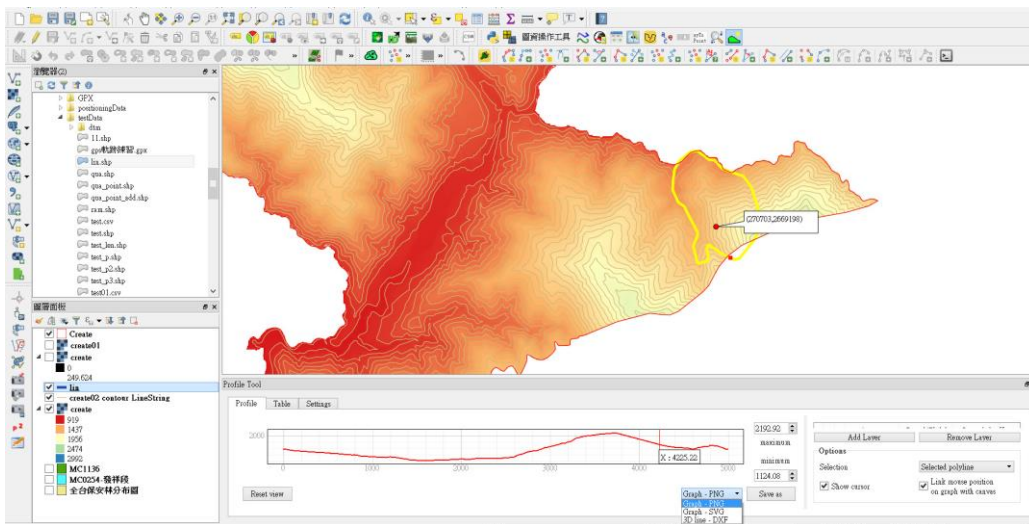 圖資操作工具
瀏覽器(2)
GPX
positioningData
testData
dtm
11.shp
gps軌跡練習.gpx
lia.shp
qua.shp
qua_point.shp
qua_point_add.shp
ram.shp
test.csv
test.shp
test_len.shp
test_p.shp
test_p2.shp
test_p3.shp
test01.csv
(270703,2669198)
圖層面板
Create
create01
create
0
249.624
lia
create02 contour LineString
create
919
1437
1956
2474
2992
MC1136
MC0254-發祥段
全台保安林分布圖
Profile Tool
Profile Table Settings
2000
0 1000 2000 3000 4000 5000
X : 4225.22
2192.92
maximum
minimum
1124.08
Reset view
Graph - PNG
Save as
Graph - PNG
Graph - SVG
3D line - DXF
Add Layer
Remove Layer
Options
Selection
Selected polyline
Show cursor
Link mouse position
on graph with canvas